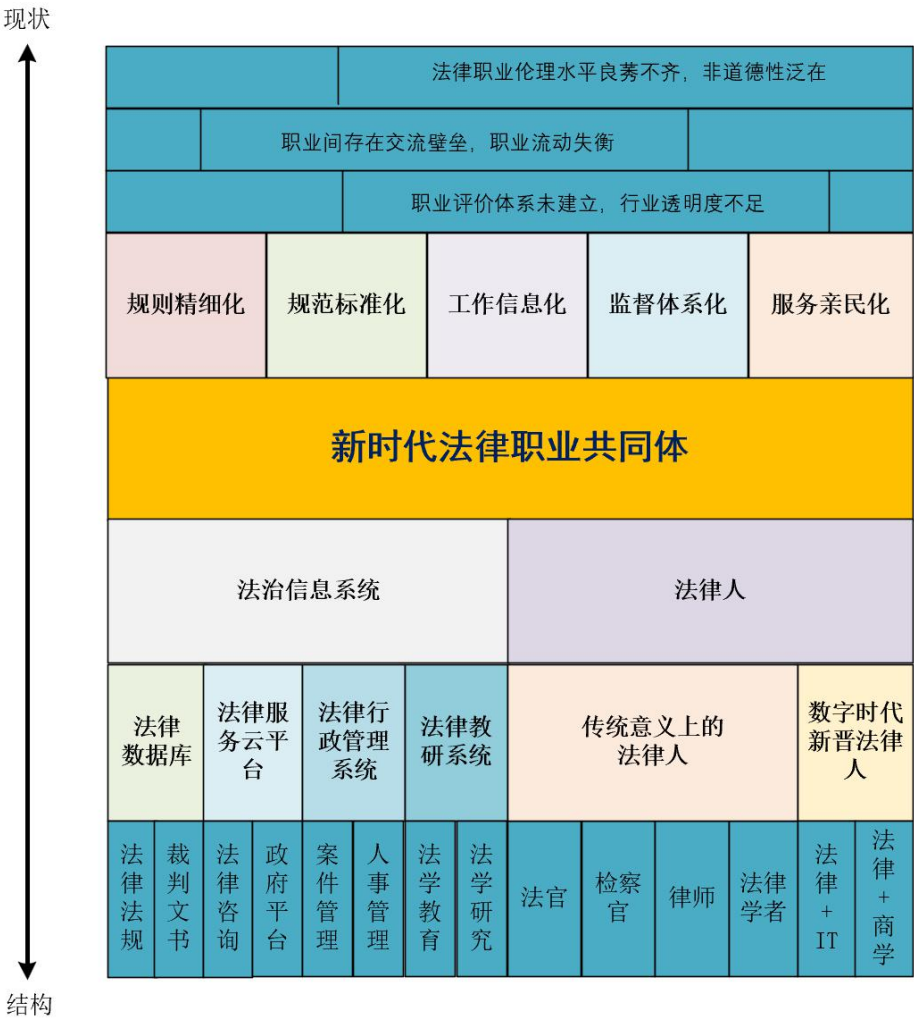 现状
法律职业伦理水平良莠不齐，非道德性泛在
职业间存在交流壁垒，职业流动失衡
职业评价体系未建立，行业透明度不足
规则精细化
规范标准化
工作信息化
监督体系化
服务亲民化
新时代法律职业共同体
法治信息系统
法律人
法律
数据库
法律服
务云平
台
法律行
政管理
系统
法律教
研系统
传统意义上的
法律人
数字时代
新晋法律
人
法律法规
裁判文书
法律咨询
政府平台
案件管理
人事管理
法学教育
法学研究
法官
检察
官
律师
法律
学者
法律+IT
法律+商学
结构